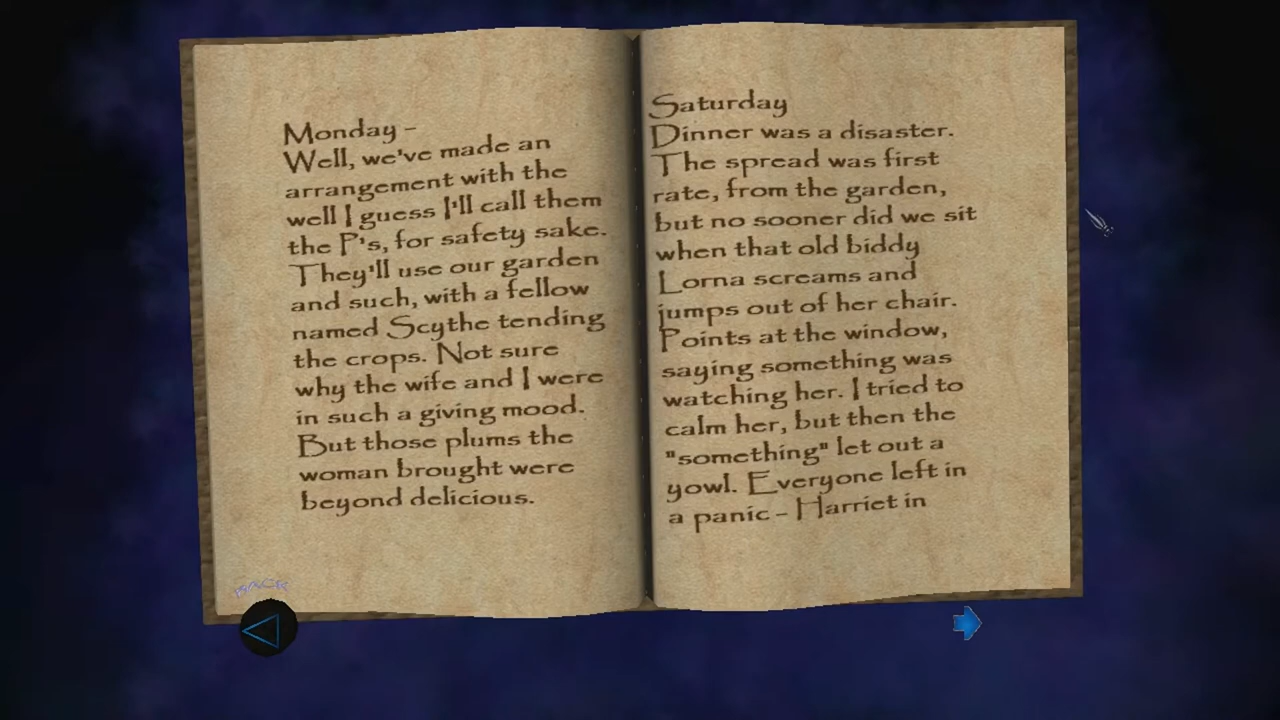 Monday -
Well, we've made an
arrangement with the
well I guess I'll call them
the P's, for safety sake.
They'll use our garden
and such, with a fellow
named Scythe tending
the crops. Not sure
why the wife and I were
in such a giving mood.
But those plums the
woman brought were
beyond delicious.
Saturday
Dinner was a disaster.
The spread was first
rate, from the garden,
but no sooner did we sit
when that old biddy
Lorna screams and
jumps out of her chair.
Points at the window,
saying something was
watching her. I tried to
calm her, but then the
"something" let out a
yowl. Everyone left in
a panic - Harriet in
BACK